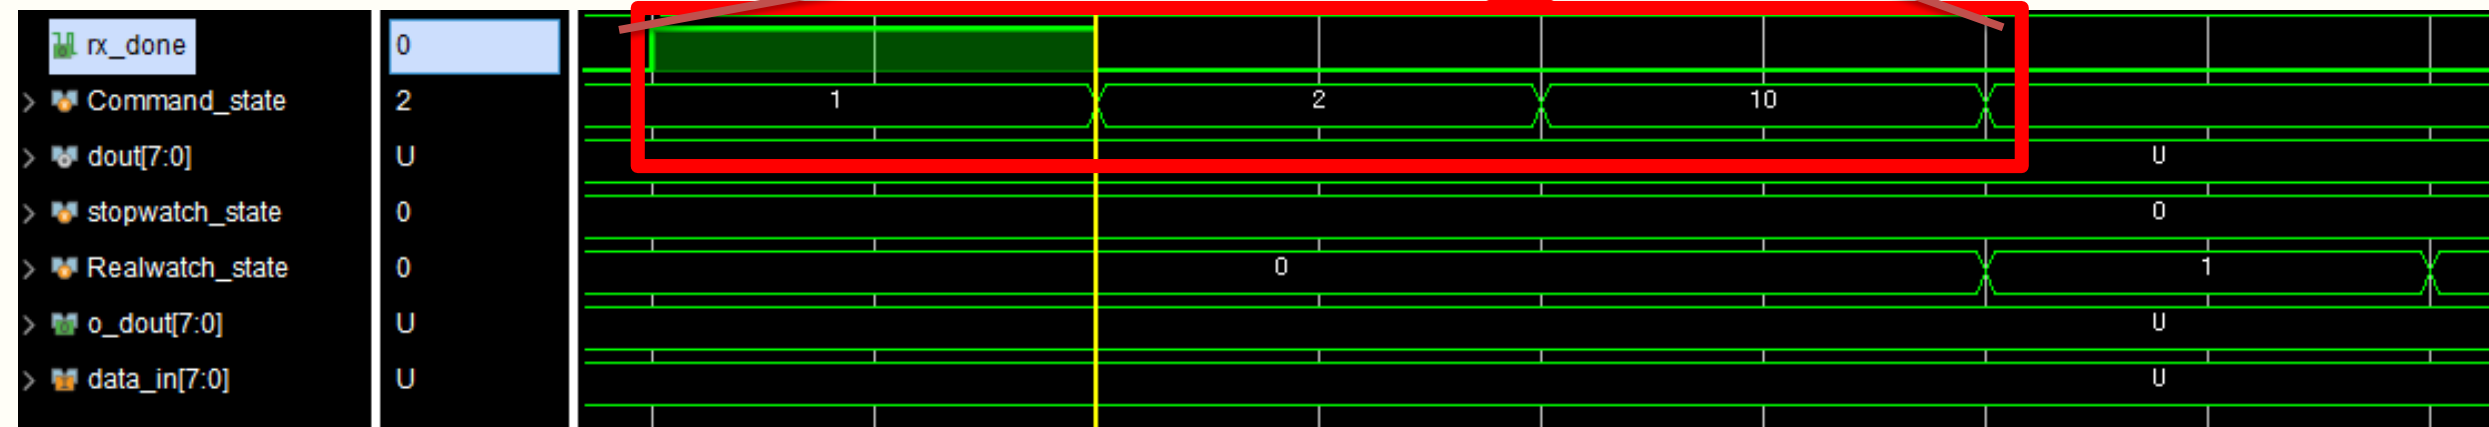 rx_done 0
Command_state 2 1 2 10
dout[7:0] U U
stopwatch_state 0 0
Realwatch_state 0 0 1
o_dout[7:0] U U
data_in[7:0] U U